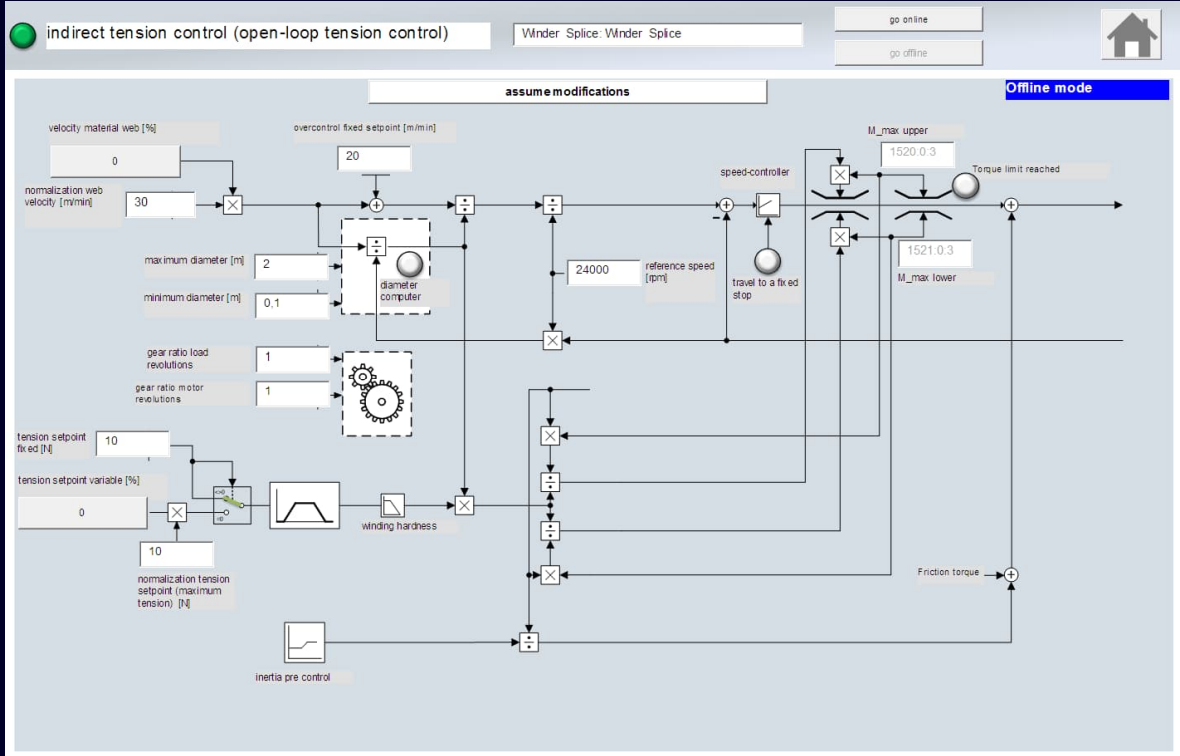 indirect tension control (open-loop tension control)
Winder Splice: Winder Splice
go online
go offline
assume modifications
Offline mode
velocity material web [%]
0
overcontrol fixed setpoint [m/min]
20
M_max upper
1520:0:3
Torque limit reached
speed-controller
normalization web
velocity [m/min]
30
maximum diameter [m]
2
minimum diameter [m]
0,1
diameter
computer
24000
reference speed
[rpm]
travel to a fixed
stop
1521:0:3
M_max lower
gear ratio load
revolutions
1
gear ratio motor
revolutions
1
tension setpoint
fixed [N]
10
tension setpoint variable [%]
0
winding hardness
10
normalization tension
setpoint (maximum
tension) [N]
Friction torque
inertia pre control